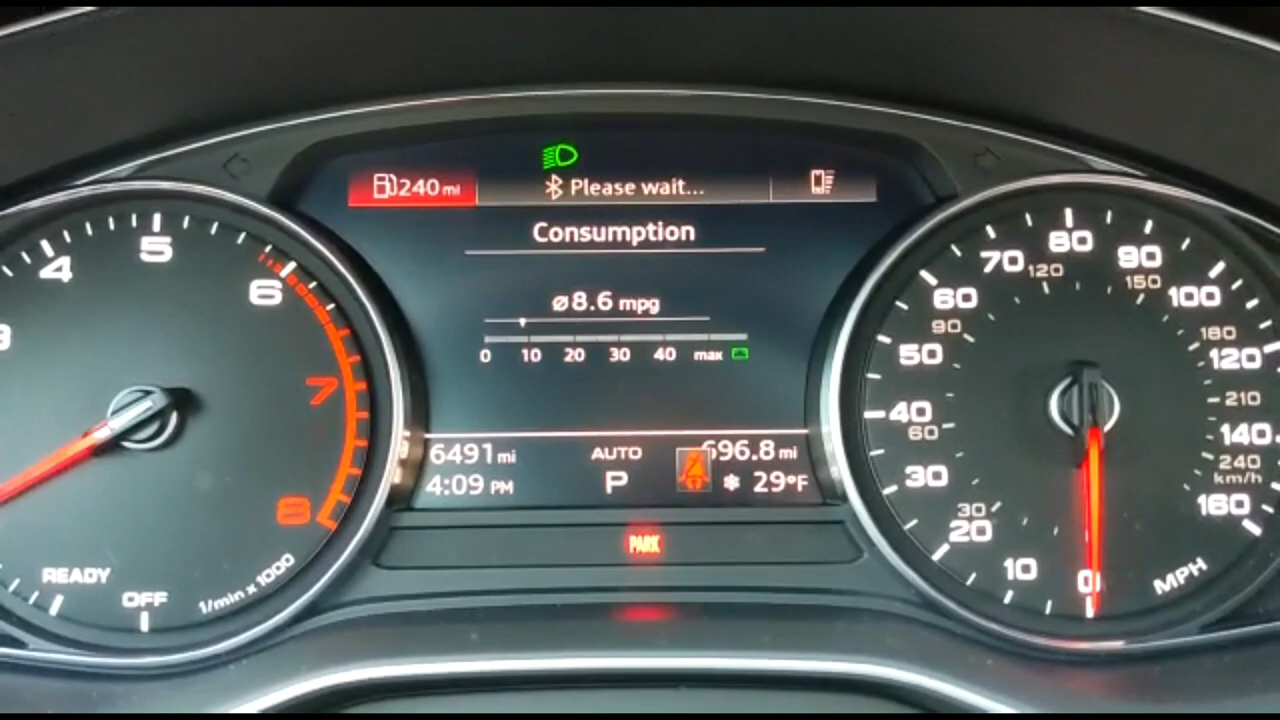 240 mi
Please wait...
Consumption
ø8.6 mpg
0 10 20 30 40 max
6491 mi
AUTO
696.8 mi
4:09 PM
P
29°F
PARK
4
5
6
7
8
READY
OFF
1/min x 1000
0
10
20
30
40
50
60
70
80
90
100
120
140
160
30
60
90
120
150
180
210
240
km/h
MPH